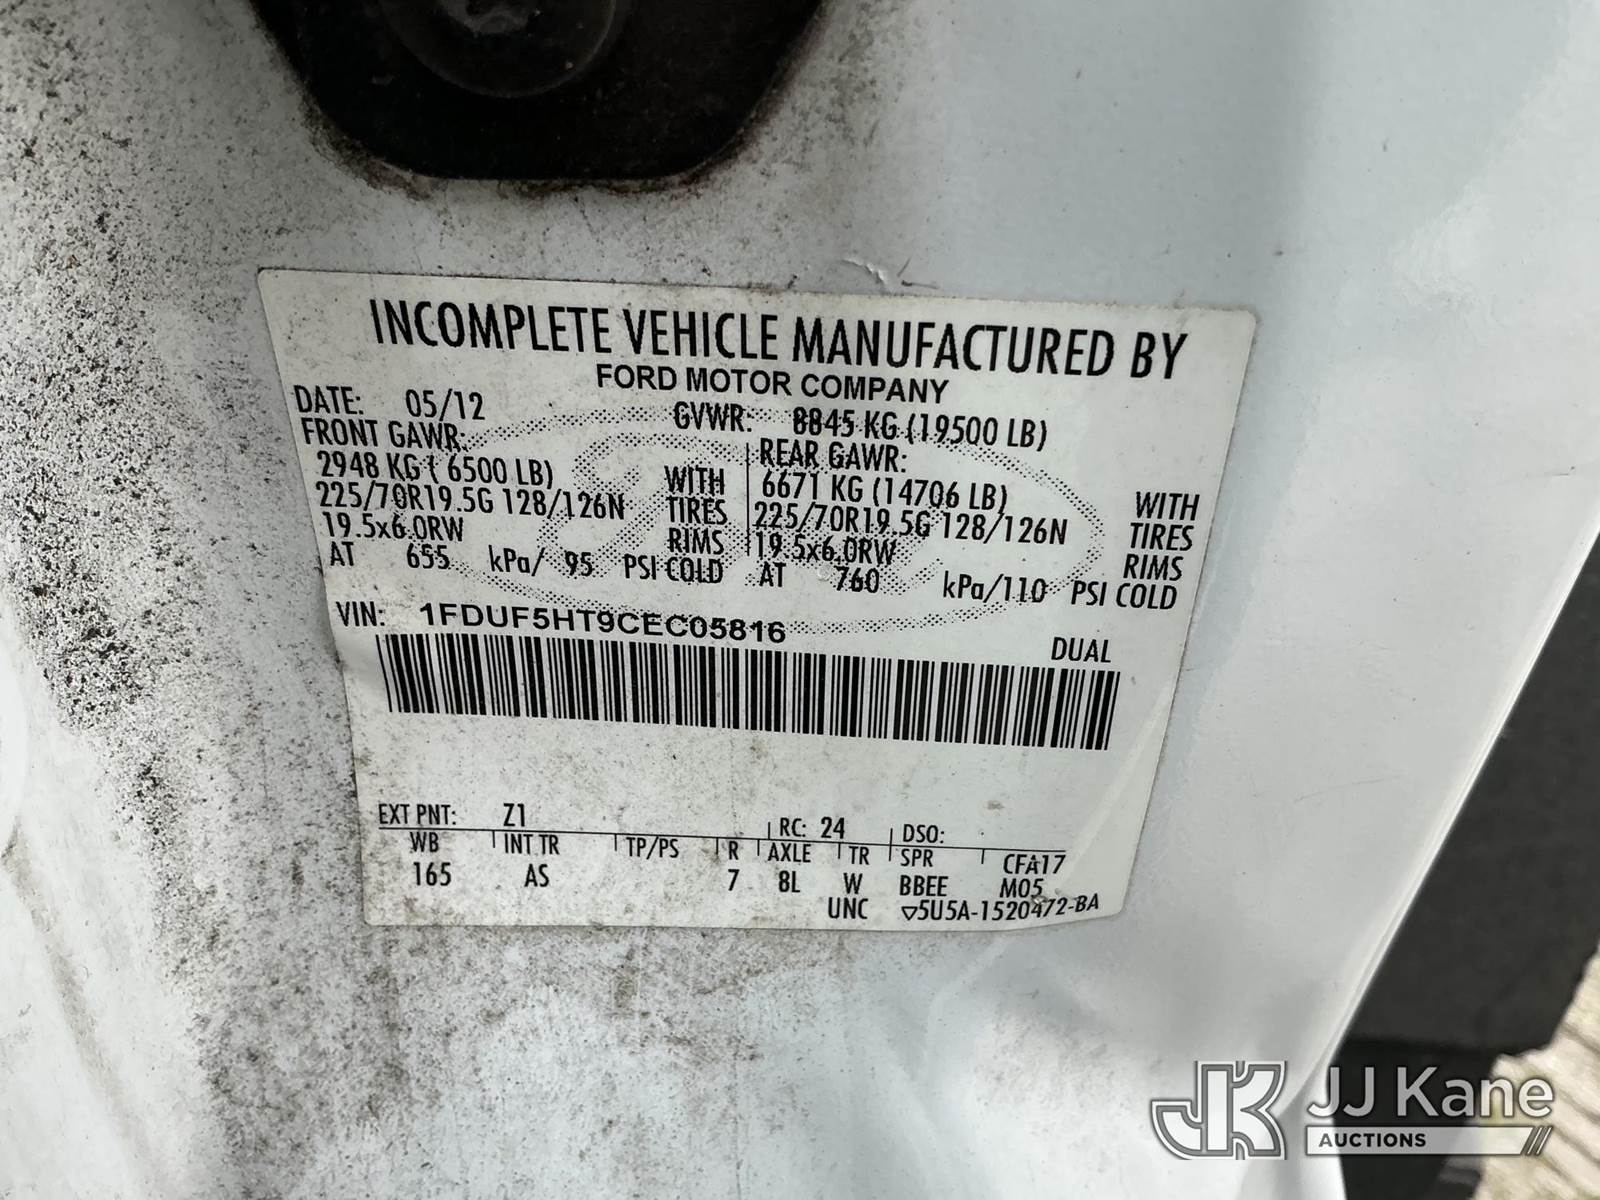 INCOMPLETE VEHICLE MANUFACTURED BY
FORD MOTOR COMPANY
DATE: 05/12 GVWR: 8845 KG (19500 LB)
FRONT GAWR: REAR GAWR:
2948 KG ( 6500 LB) WITH 6671 KG (14706 LB) WITH
225/70R19.5G 128/126N TIRES 225/70R19.5G 128/126N TIRES
19.5x6.0RW RIMS 19.5x6.0RW RIMS
AT 655 kPa/ 95 PSI COLD AT 760 kPa/110 PSI COLD
VIN: 1FDUF5HT9CEC05816
DUAL
EXT PNT: Z1 RC: 24 DSO:
WB INT TR TP/PS R AXLE TR SPR CFA17
165 AS 7 8L W BBEE M05
UNC ▽5U5A-1520472-BA
JK JJ Kane
AUCTIONS